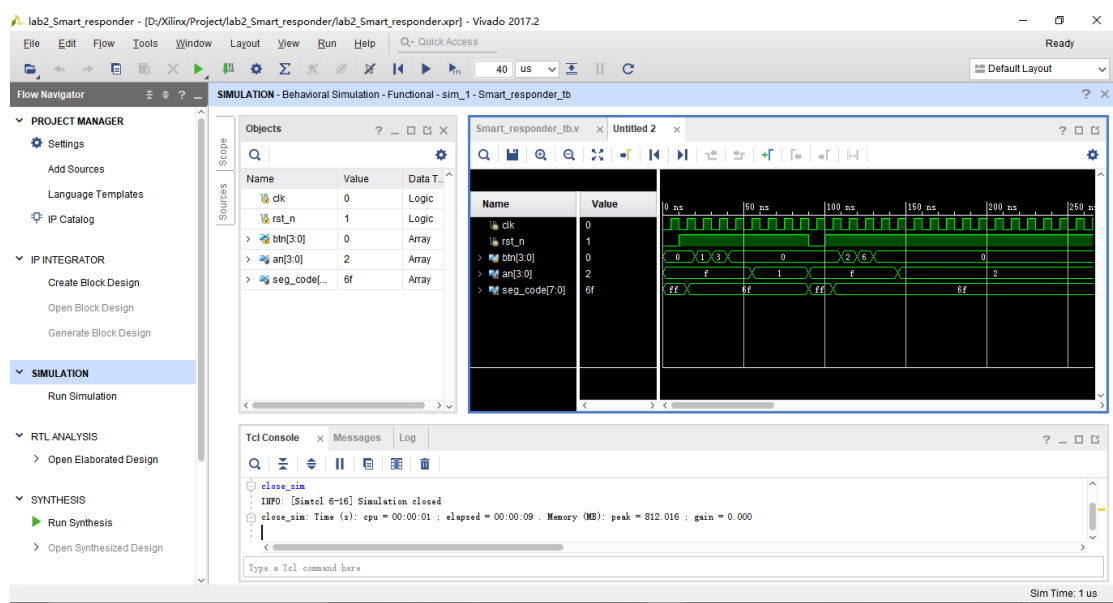 lab2_Smart_responder - [D:/Xilinx/Project/lab2_Smart_responder/lab2_Smart_responder.xpr] - Vivado 2017.2
File Edit Flow Tools Window Layout View Run Help Q- Quick Access Ready
40 us Default Layout
Flow Navigator
SIMULATION - Behavioral Simulation - Functional - sim_1 - Smart_responder_tb
PROJECT MANAGER
Settings
Add Sources
Language Templates
IP Catalog
IP INTEGRATOR
Create Block Design
Open Block Design
Generate Block Design
SIMULATION
Run Simulation
RTL ANALYSIS
Open Elaborated Design
SYNTHESIS
Run Synthesis
Open Synthesized Design
Scope
Sources
Objects
Name Value Data T..
clk 0 Logic
rst_n 1 Logic
btn[3:0] 0 Array
an[3:0] 2 Array
seg_code[... 6f Array
Smart_responder_tb.v Untitled 2
Name Value
0 ns 50 ns 100 ns 150 ns 200 ns 250 n
clk 0
rst_n 1
btn[3:0] 0 0 1 3 0 2 6 0
an[3:0] 2 f 1 f 2
seg_code[7:0] 6f ff 6f ff 6f
Tcl Console Messages Log
close_sim
INFO: [Simtcl 6-16] Simulation closed
close_sim: Time (s): cpu = 00:00:01 ; elapsed = 00:00:09 . Memory (MB): peak = 812.016 ; gain = 0.000
Type a Tcl command here
Sim Time: 1 us